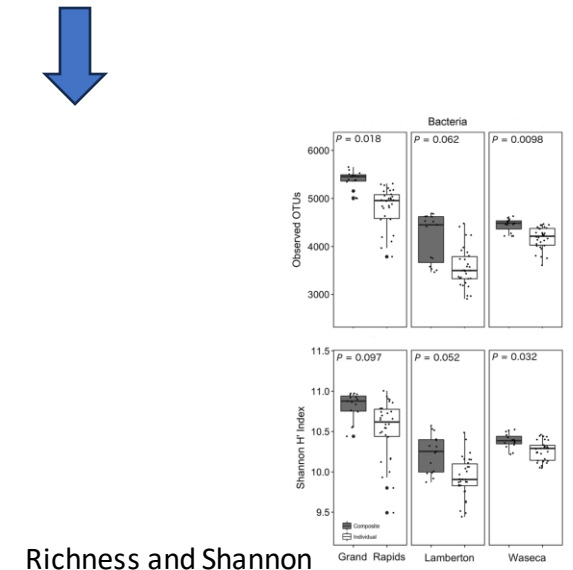 Bacteria
P = 0.018 P = 0.062 P = 0.0098
6000
5000
4000
3000
Observed OTUs
P = 0.097 P = 0.052 P = 0.032
11.5
11.0
10.5
10.0
9.5
Shannon H' Index
Composite
Individual
Grand Rapids Lamberton Waseca
Richness and Shannon